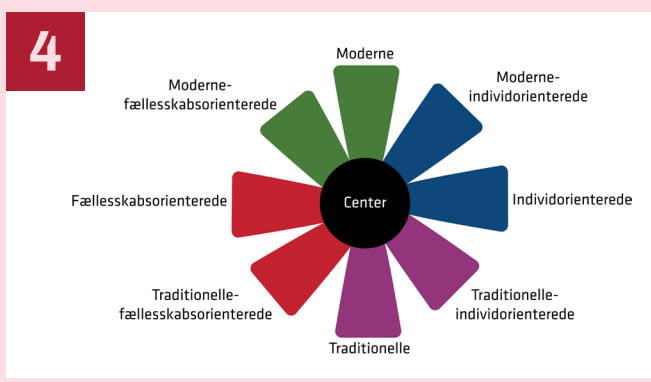 4
Moderne
Moderne-
fællesskabsorienterede
Moderne-
individorienterede
Fællesskabsorienterede
Center
Individorienterede
Traditionelle-
fællesskabsorienterede
Traditionelle-
individorienterede
Traditionelle